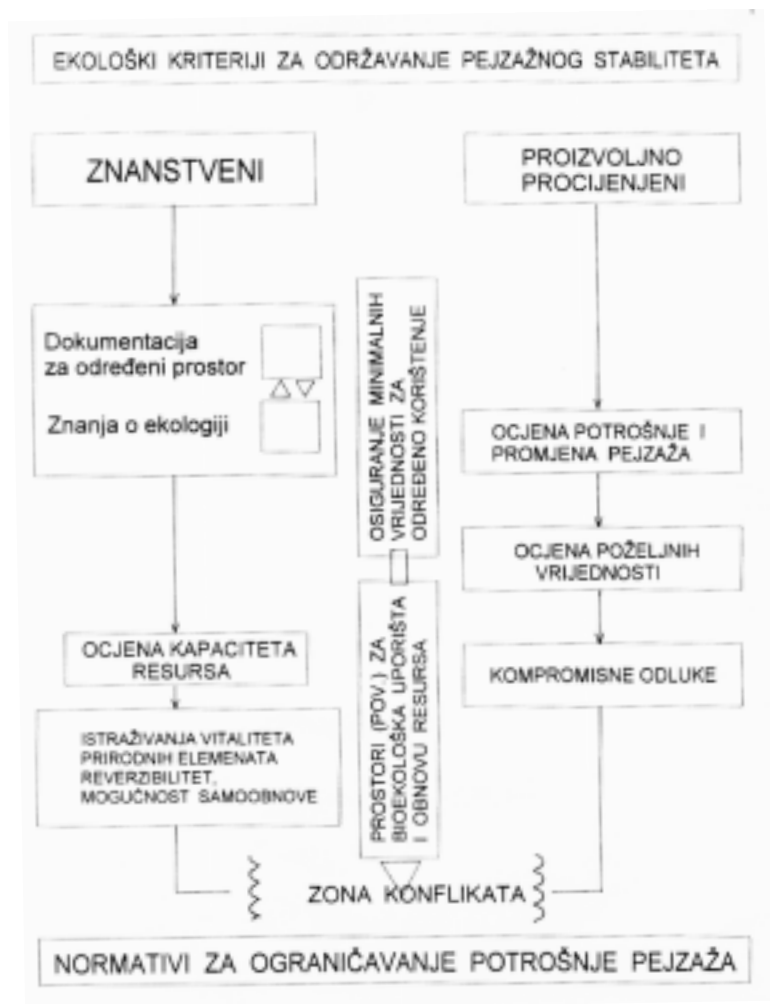 EKOLOŠKI KRITERIJI ZA ODRŽAVANJE PEJZAŽNOG STABILITETA
ZNANSTVENI
PROIZVOLJNO
PROCIJENJENI
Dokumentacija
za određeni prostor
Znanja o ekologiji
OSIGURANJE MINIMALNIH
VRIJEDNOSTI ZA
ODREĐENO KORIŠTENJE
OCJENA POTROŠNJE I
PROMJENA PEJZAŽA
OCJENA POŽELJNIH
VRIJEDNOSTI
OCJENA KAPACITETA
RESURSA
PROSTORI (POV.) ZA
BIOEKOLOŠKA UPORIŠTA
I OBNOVU RESURSA
KOMPROMISNE ODLUKE
ISTRAŽIVANJA VITALITETA
PRIRODNIH ELEMENATA
REVERZIBILITET,
MOGUĆNOST SAMOOBNOVE
ZONA KONFLIKATA
NORMATIVI ZA OGRANIČAVANJE POTROŠNJE PEJZAŽA